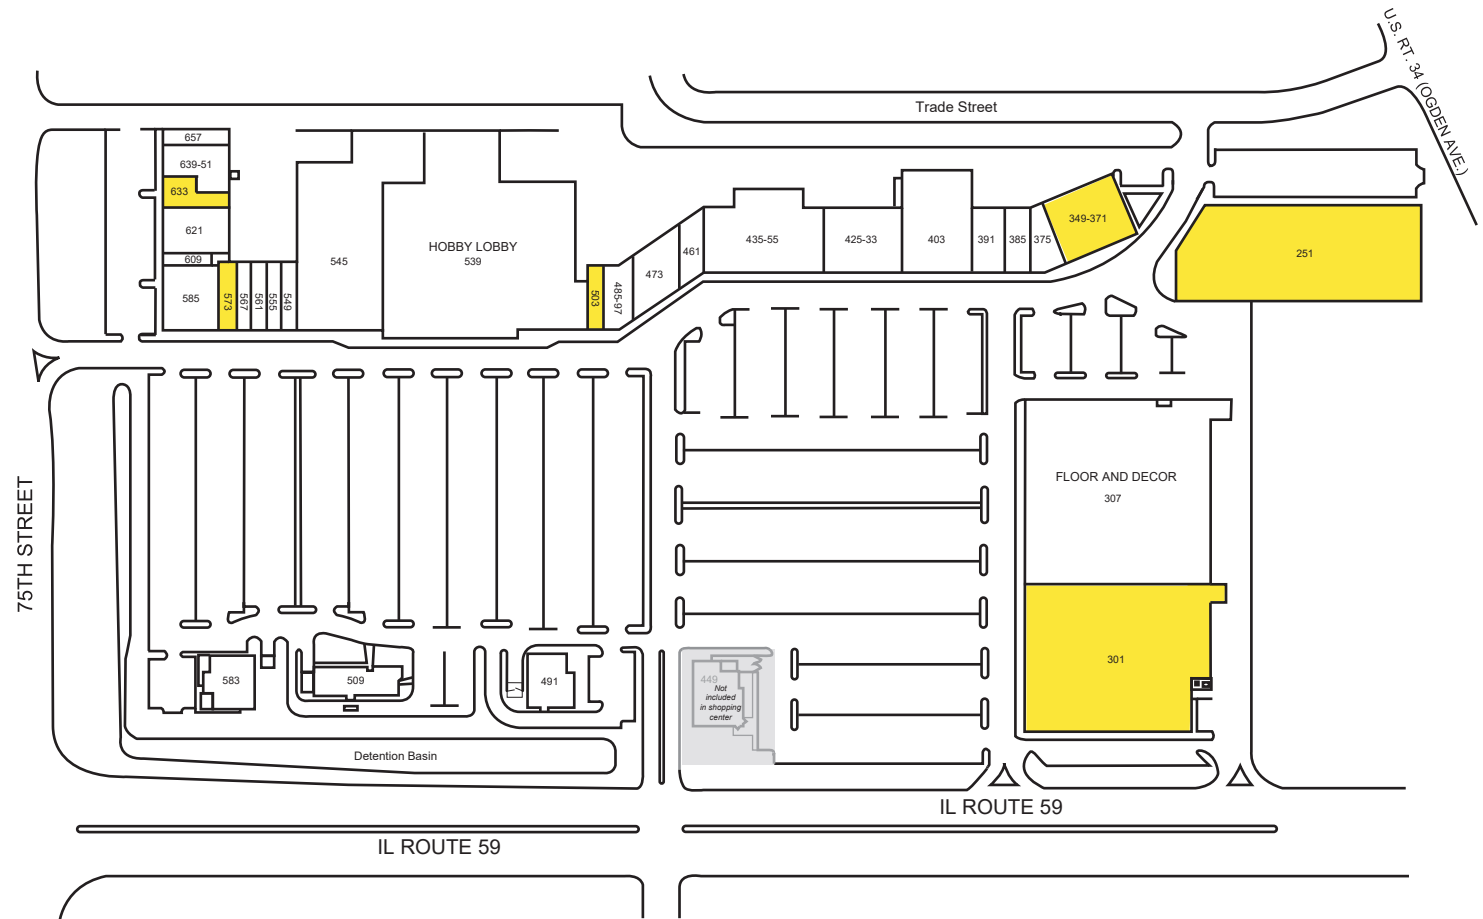 U.S. RT. 34 (OGDEN AVE.)
Trade Street
657
639-51
633
621
609
585
573
567
561
555
549
545
HOBBY LOBBY
539
503
485-97
473
461
435-55
425-33
403
391
385
375
349-371
251
75TH STREET
FLOOR AND DECOR
307
301
583
509
491
449
Not
included
in shopping
center
Detention Basin
IL ROUTE 59
IL ROUTE 59